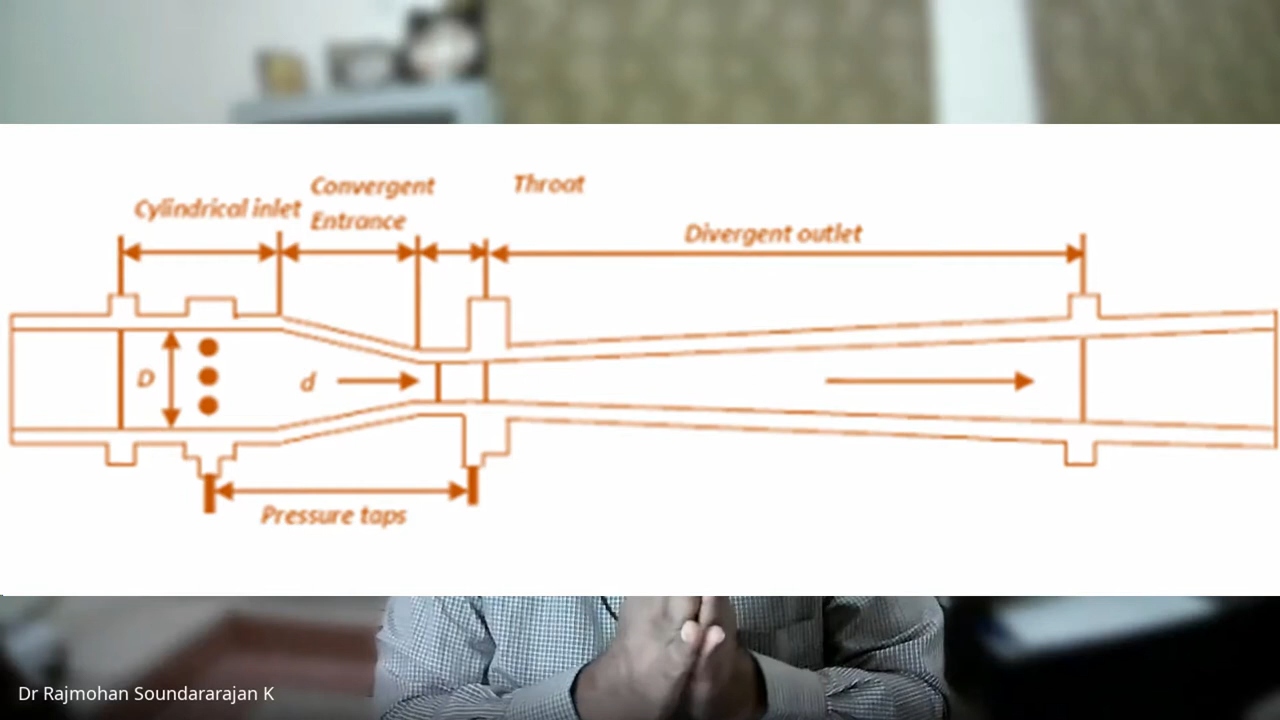 Convergent
Throat
Cylindrical inlet
Entrance
Divergent outlet
D
d
Pressure taps
Dr Rajmohan Soundararajan K